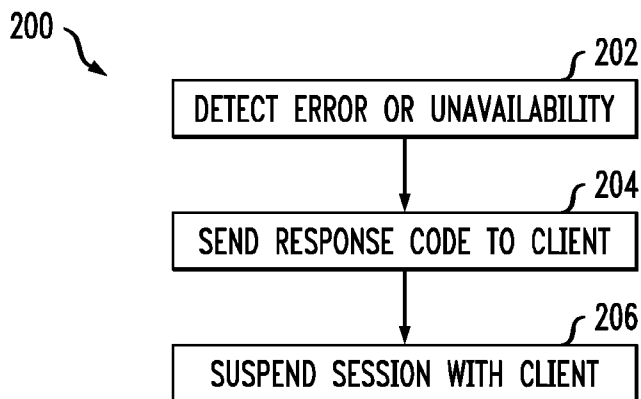 200
202
DETECT ERROR OR UNAVAILABILITY
204
SEND RESPONSE CODE TO CLIENT
206
SUSPEND SESSION WITH CLIENT